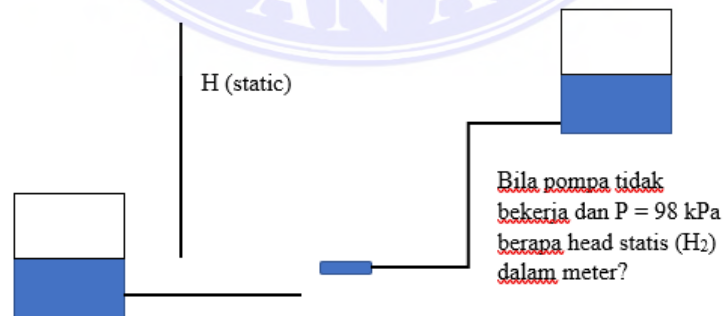 H (static)
Bila pompa tidak
bekerja dan P = 98 kPa
berapa head statis (H₂)
dalam meter?